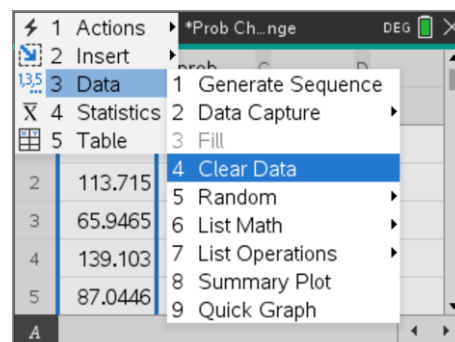 1 Actions
2 Insert
3 Data
4 Statistics
5 Table
*Prob Ch...nge
DEG
prob
C
D
1 Generate Sequence
2 Data Capture
3 Fill
4 Clear Data
5 Random
6 List Math
7 List Operations
8 Summary Plot
9 Quick Graph
2 113.715
3 65.9465
4 139.103
5 87.0446
A